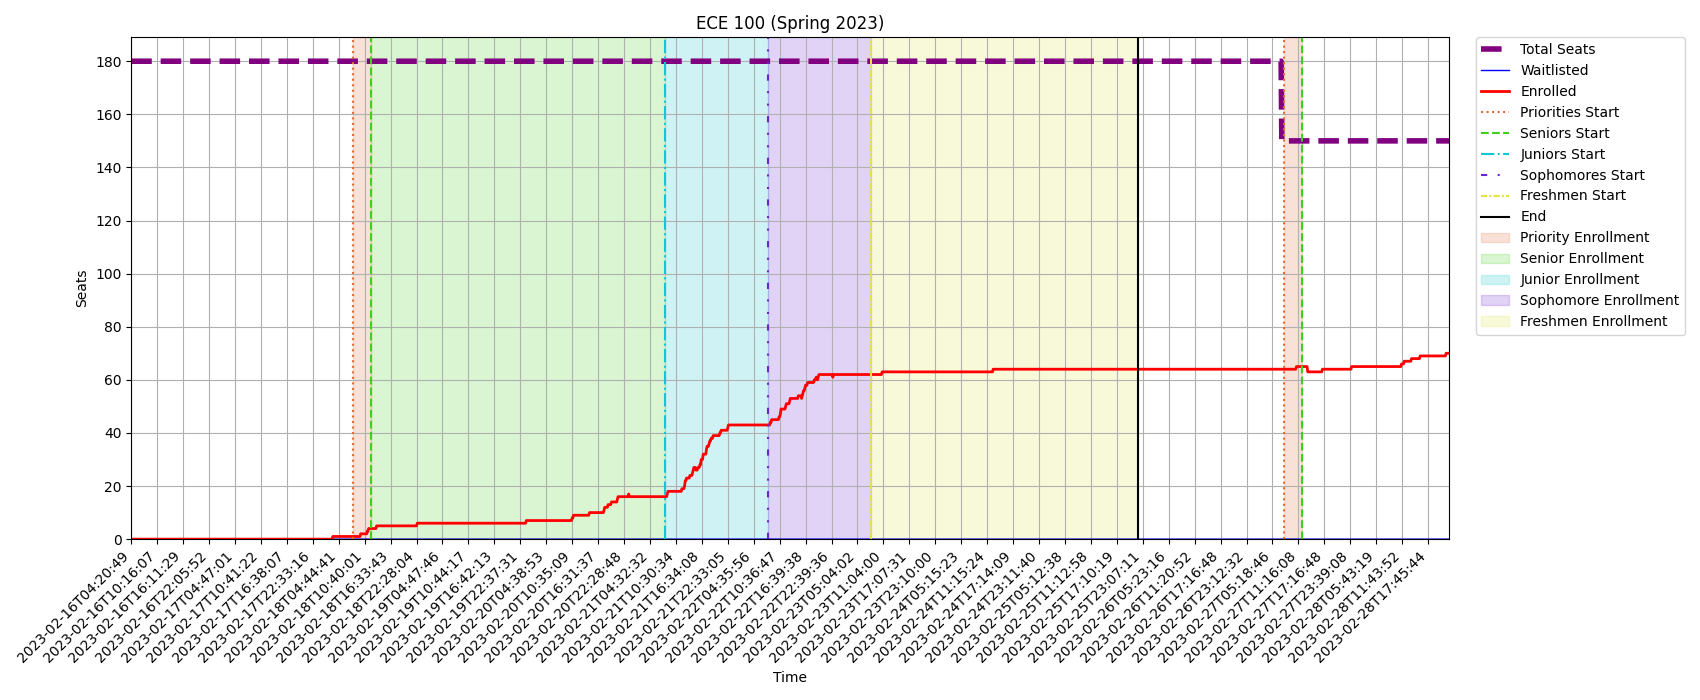 ECE 100 (Spring 2023)
Seats
180
160
140
120
100
80
60
40
20
0
2023-02-16T04:20:49
2023-02-16T10:16:07
2023-02-16T16:11:29
2023-02-16T22:05:52
2023-02-17T04:47:01
2023-02-17T10:41:22
2023-02-17T16:38:07
2023-02-17T22:33:16
2023-02-18T04:44:41
2023-02-18T10:40:01
2023-02-18T16:33:43
2023-02-18T22:28:04
2023-02-19T04:47:46
2023-02-19T10:44:17
2023-02-19T16:42:13
2023-02-19T22:37:31
2023-02-20T04:38:53
2023-02-20T10:35:09
2023-02-20T16:31:37
2023-02-20T22:28:48
2023-02-21T04:32:32
2023-02-21T10:30:34
2023-02-21T16:34:08
2023-02-21T22:33:05
2023-02-22T04:35:56
2023-02-22T10:36:47
2023-02-22T16:39:38
2023-02-22T22:39:36
2023-02-23T05:04:02
2023-02-23T11:04:00
2023-02-23T17:07:31
2023-02-23T23:10:00
2023-02-24T05:15:23
2023-02-24T11:15:24
2023-02-24T17:14:09
2023-02-24T23:11:40
2023-02-25T05:12:38
2023-02-25T11:12:58
2023-02-25T17:10:19
2023-02-25T23:07:11
2023-02-26T05:23:16
2023-02-26T11:20:52
2023-02-26T17:16:48
2023-02-26T23:12:32
2023-02-27T05:18:46
2023-02-27T11:16:08
2023-02-27T17:16:48
2023-02-27T23:39:08
2023-02-28T05:43:19
2023-02-28T11:43:52
2023-02-28T17:45:44
Time
Total Seats
Waitlisted
Enrolled
Priorities Start
Seniors Start
Juniors Start
Sophomores Start
Freshmen Start
End
Priority Enrollment
Senior Enrollment
Junior Enrollment
Sophomore Enrollment
Freshmen Enrollment